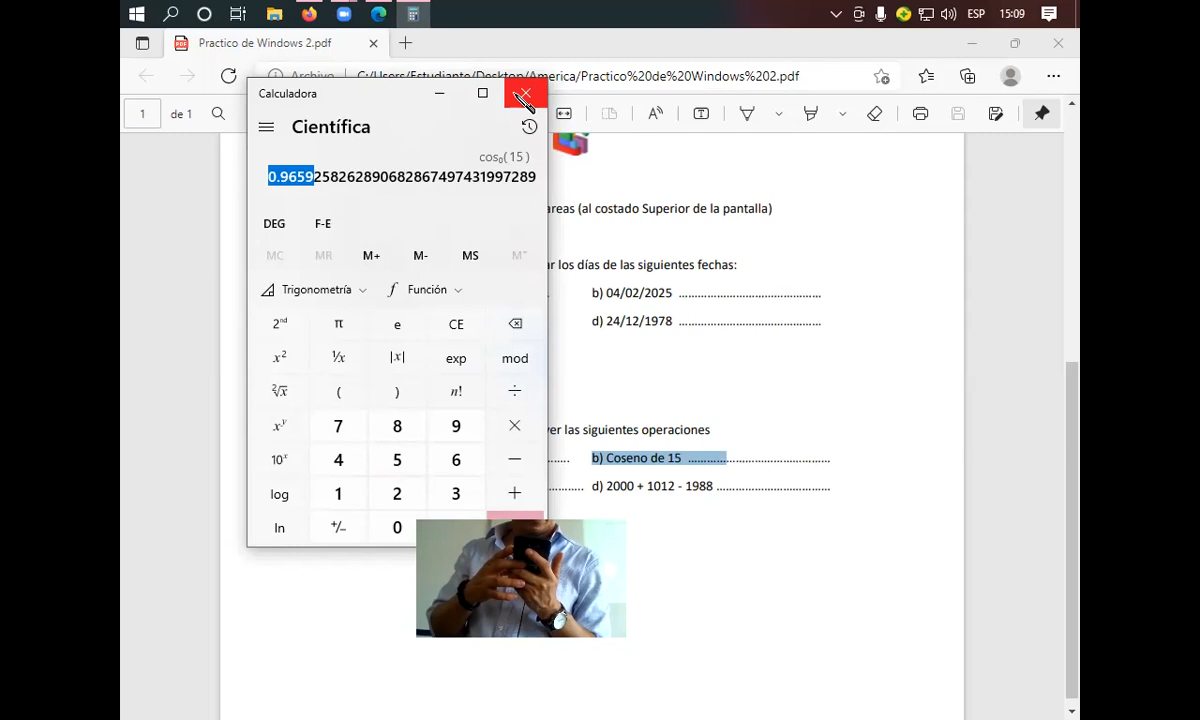 ESP 15:09
Practico de Windows 2.pdf
Archivo C:/Users/Estudiante/Desktop/America/Practico%20de%20Windows%202.pdf
1 de 1
Calculadora
Científica
cos₀( 15 )
0.96592582628906828674974319972​89
DEG F-E
MC MR M+ M- MS M˅
Trigonometría f Función
2nd π e CE
x² ¹/x |x| exp mod
²√x ( ) n! ÷
xʸ 7 8 9 ×
10ˣ 4 5 6 −
log 1 2 3 +
ln +/− 0
areas (al costado Superior de la pantalla)
ar los días de las siguientes fechas:
b) 04/02/2025 ................................................
d) 24/12/1978 ................................................
ver las siguientes operaciones
b) Coseno de 15 ................................................
d) 2000 + 1012 - 1988 ......................................